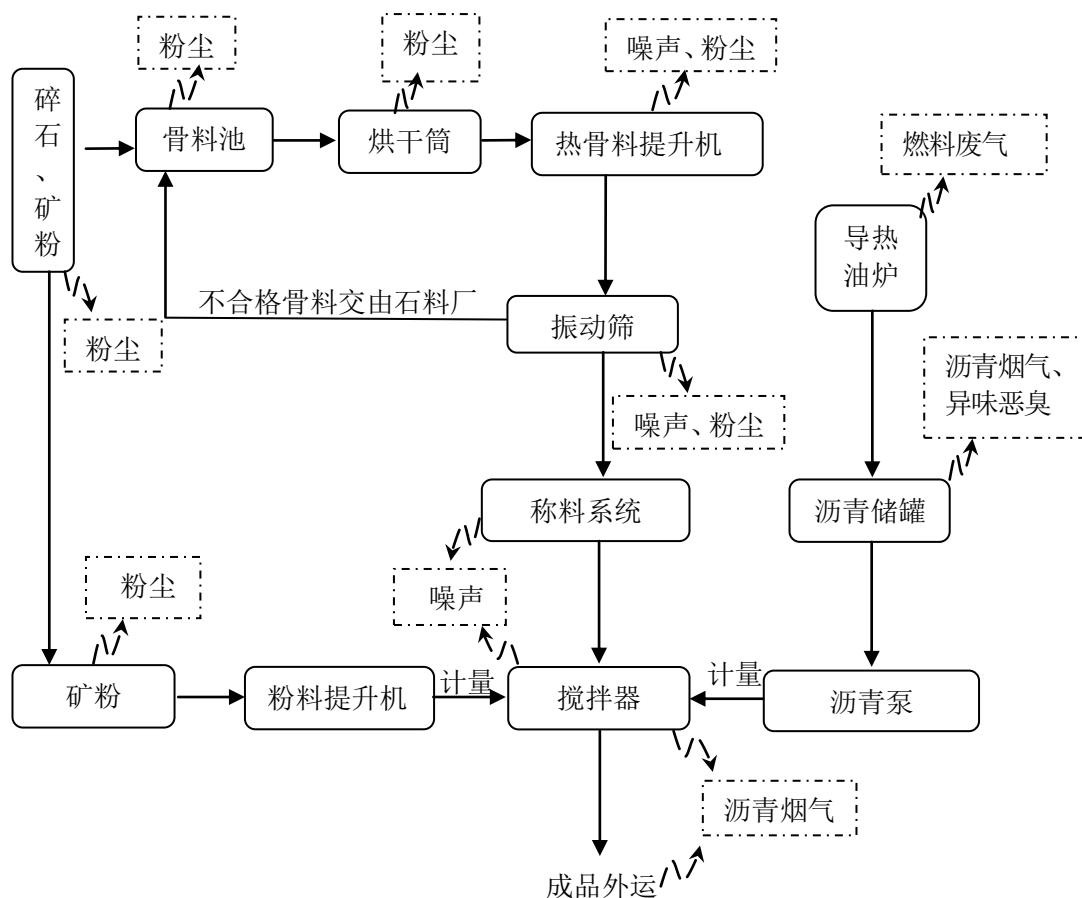 粉尘
粉尘
噪声、粉尘
碎
石
、
矿
粉
骨料池
烘干筒
热骨料提升机
燃料废气
导热
油炉
不合格骨料交由石料厂
振动筛
粉尘
沥青烟气、
异味恶臭
噪声、粉尘
称料系统
沥青储罐
粉尘
噪声
矿粉
粉料提升机
计量
搅拌器
计量
沥青泵
沥青烟气
成品外运